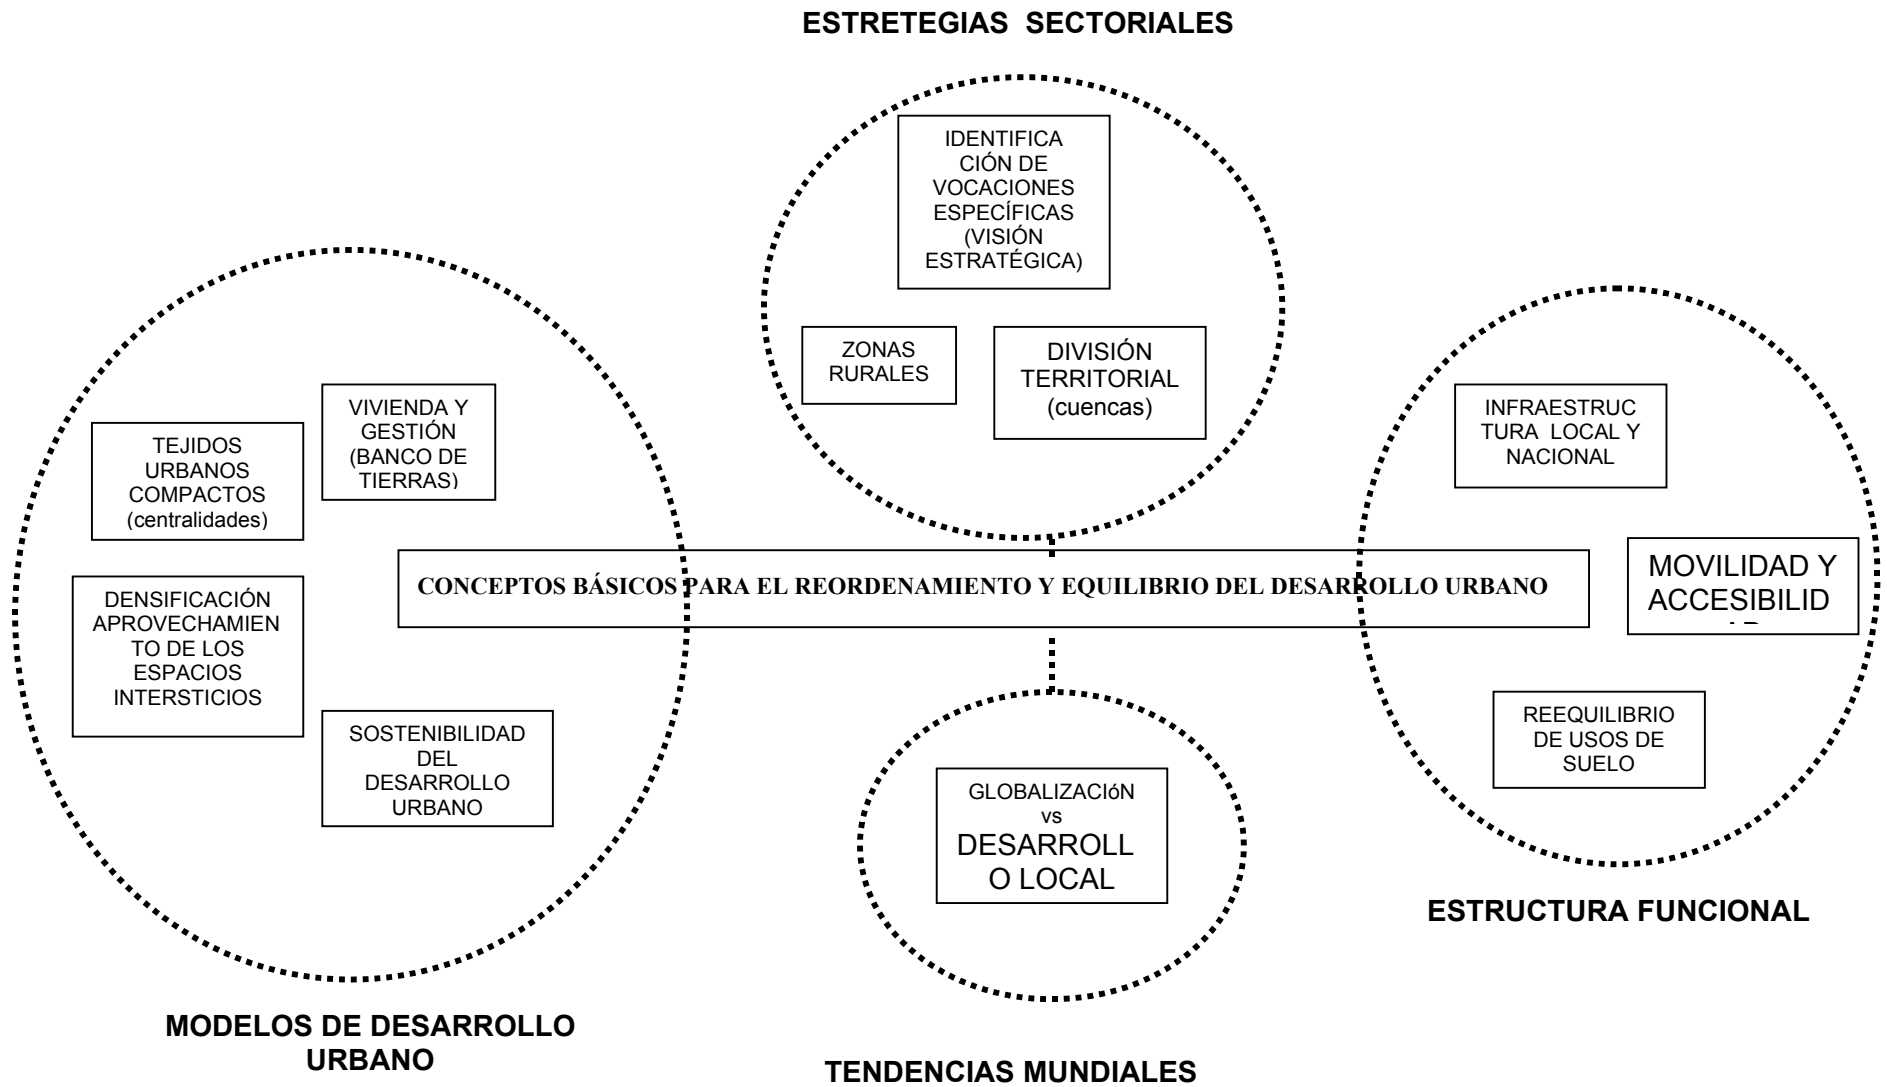 ESTRETEGIAS SECTORIALES
IDENTIFICA
CIÓN DE
VOCACIONES
ESPECÍFICAS
(VISIÓN
ESTRATÉGICA)
ZONAS
RURALES
DIVISIÓN
TERRITORIAL
(cuencas)
VIVIENDA Y
GESTIÓN
(BANCO DE
TIERRAS)
TEJIDOS
URBANOS
COMPACTOS
(centralidades)
INFRAESTRUC
TURA LOCAL Y
NACIONAL
CONCEPTOS BÁSICOS PARA EL REORDENAMIENTO Y EQUILIBRIO DEL DESARROLLO URBANO
MOVILIDAD Y
ACCESIBILID
DENSIFICACIÓN
APROVECHAMIEN
TO DE LOS
ESPACIOS
INTERSTICIOS
SOSTENIBILIDAD
DEL
DESARROLLO
URBANO
REEQUILIBRIO
DE USOS DE
SUELO
GLOBALIZACIóN
vs
DESARROLL
O LOCAL
ESTRUCTURA FUNCIONAL
MODELOS DE DESARROLLO
URBANO
TENDENCIAS MUNDIALES